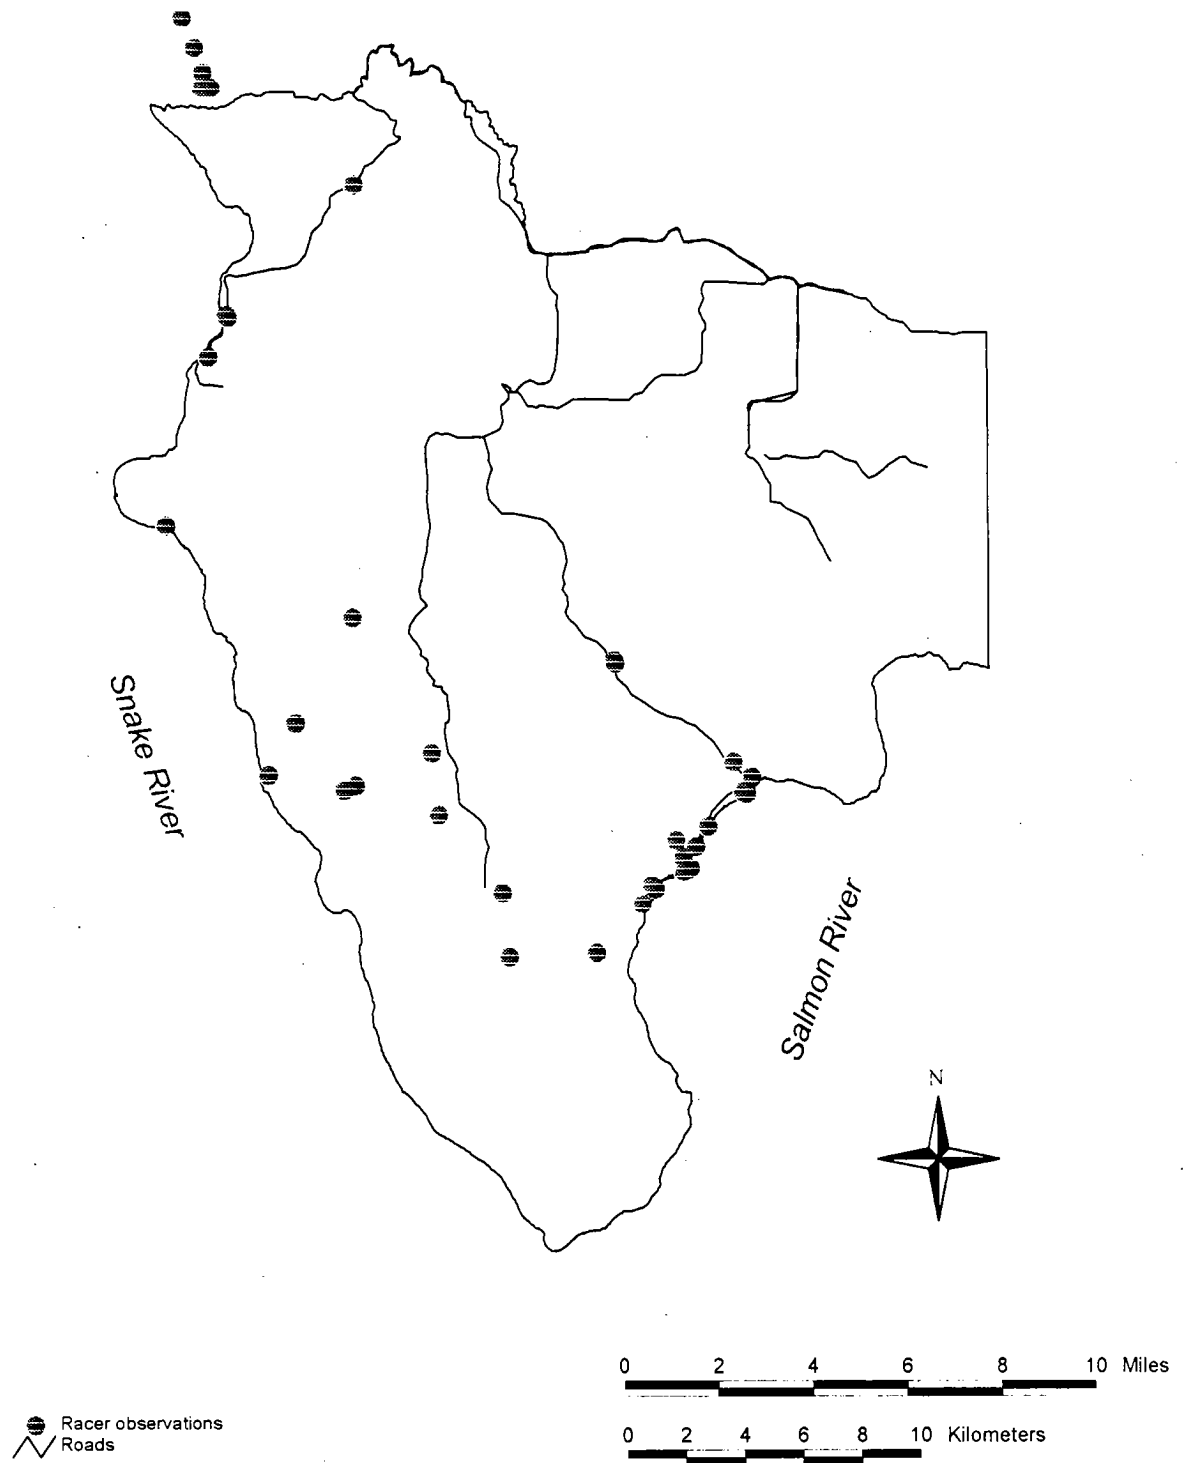 Snake River
Salmon River
N
0 2 4 6 8 10 Miles
0 2 4 6 8 10 Kilometers
Racer observations
Roads